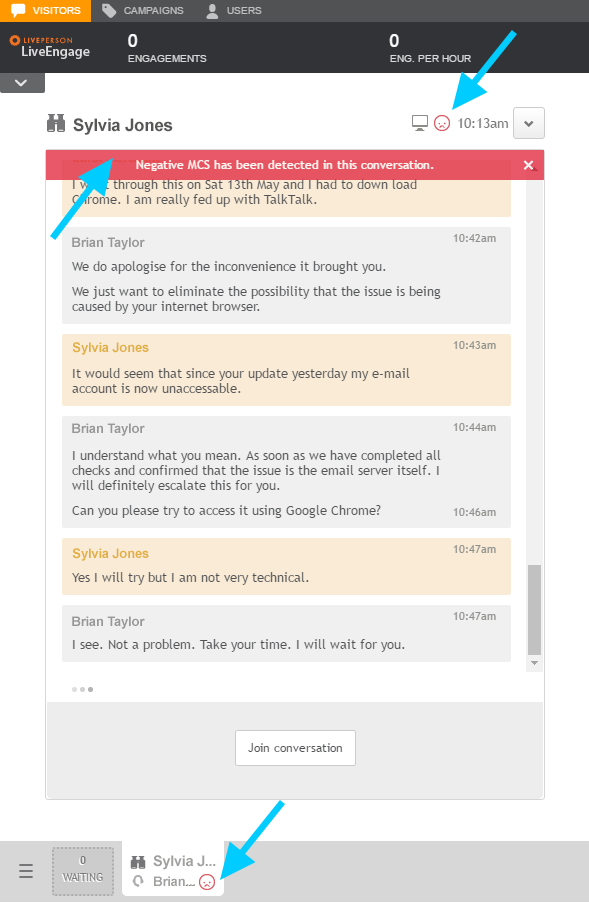 VISITORS CAMPAIGNS USERS
LIVEPERSON
LiveEngage
0
ENGAGEMENTS
0
ENG. PER HOUR
Sylvia Jones
10:13am
Negative MCS has been detected in this conversation.
I went through this on Sat 13th May and I had to down load
Chrome. I am really fed up with TalkTalk.
Brian Taylor 10:42am
We do apologise for the inconvenience it brought you.
We just want to eliminate the possibility that the issue is being
caused by your internet browser.
Sylvia Jones 10:43am
It would seem that since your update yesterday my e-mail
account is now unaccessable.
Brian Taylor 10:44am
I understand what you mean. As soon as we have completed all
checks and confirmed that the issue is the email server itself. I
will definitely escalate this for you.
Can you please try to access it using Google Chrome? 10:46am
Sylvia Jones 10:47am
Yes I will try but I am not very technical.
Brian Taylor 10:47am
I see. Not a problem. Take your time. I will wait for you.
Join conversation
0
WAITING
Sylvia J...
Brian...